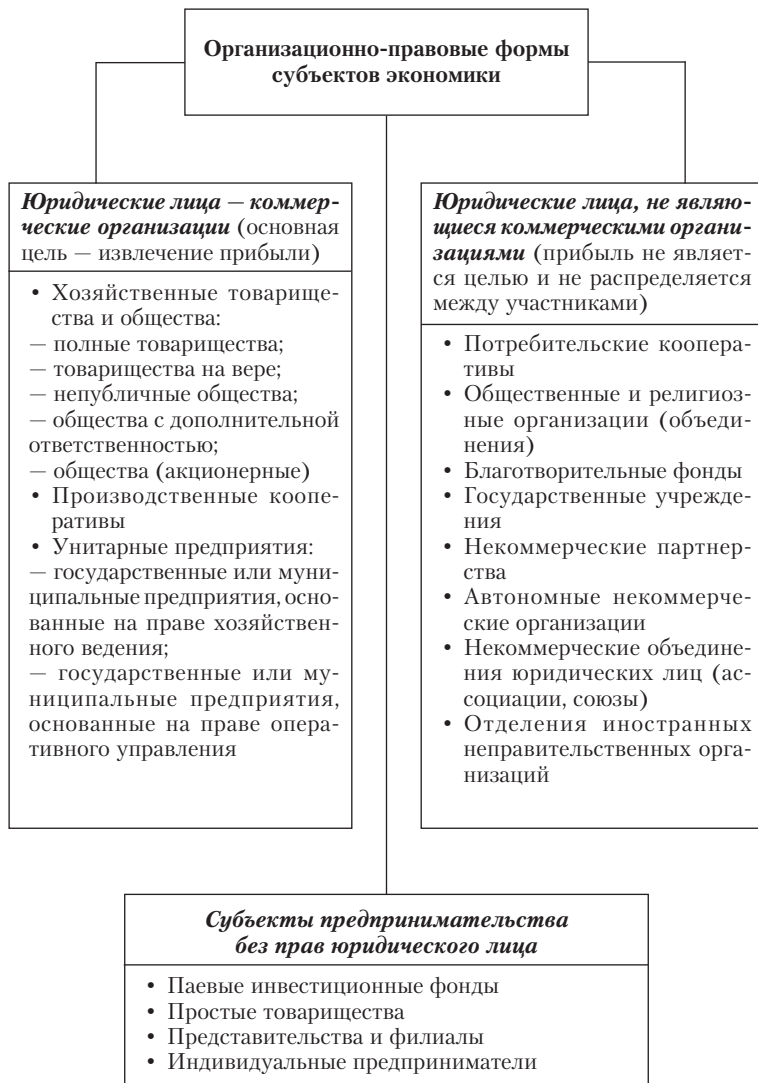 Организационно-правовые формы
субъектов экономики
Юридические лица — коммер-
ческие организации (основная
цель — извлечение прибыли)
• Хозяйственные товарище-
ства и общества:
— полные товарищества;
— товарищества на вере;
— непубличные общества;
— общества с дополнительной
ответственностью;
— общества (акционерные)
• Производственные коопе-
ративы
• Унитарные предприятия:
— государственные или муни-
ципальные предприятия, осно-
ванные на праве хозяйствен-
ного ведения;
— государственные или му-
ниципальные предприятия,
основанные на праве опера-
тивного управления
Юридические лица, не являю-
щиеся коммерческими органи-
зациями (прибыль не являет-
ся целью и не распределяется
между участниками)
• Потребительские коопера-
тивы
• Общественные и религиоз-
ные организации (объеди-
нения)
• Благотворительные фонды
• Государственные учрежде-
ния
• Некоммерческие партнер-
ства
• Автономные некоммерче-
ские организации
• Некоммерческие объедине-
ния юридических лиц (ас-
социации, союзы)
• Отделения иностранных
неправительственных орга-
низаций
Субъекты предпринимательства
без прав юридического лица
• Паевые инвестиционные фонды
• Простые товарищества
• Представительства и филиалы
• Индивидуальные предприниматели